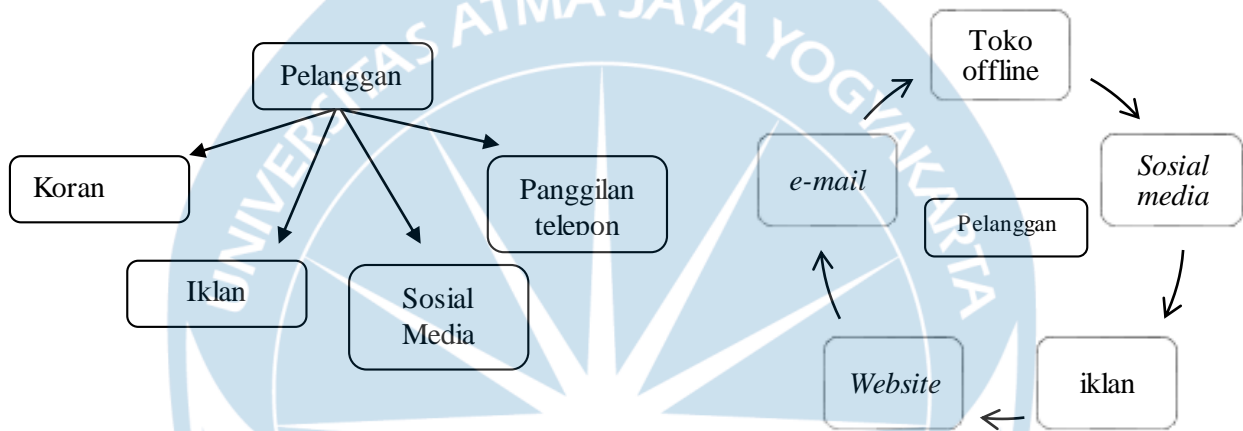 UNIVERSITAS ATMA JAYA YOGYAKARTA
Pelanggan
Koran
Iklan
Sosial
Media
Panggilan
telepon
Toko
offline
Sosial
media
iklan
Website
e-mail
Pelanggan